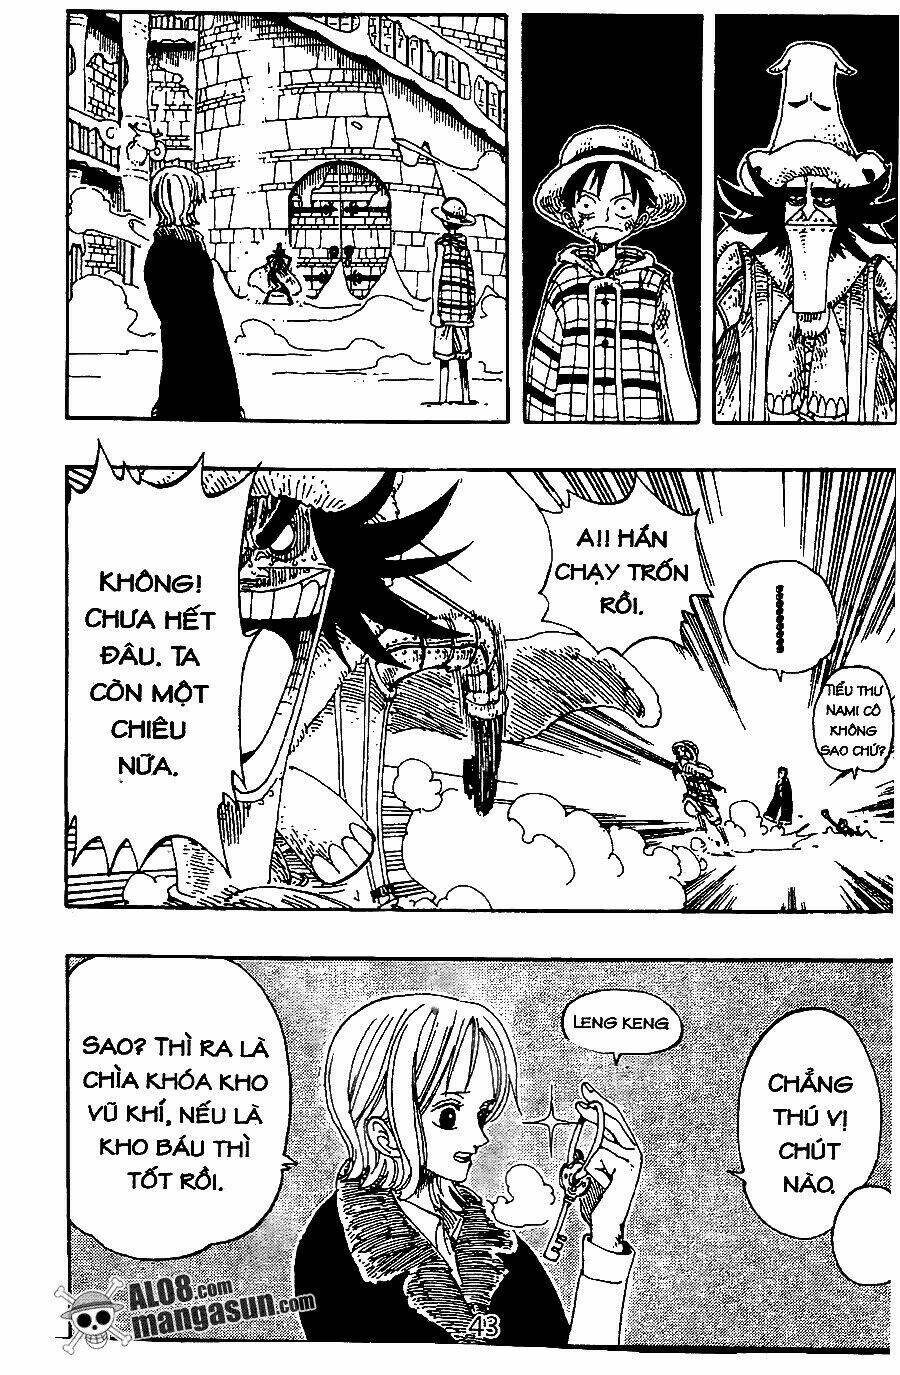 KHÔNG!
CHƯA HẾT
ĐÂU. TA
CÒN MỘT
CHIÊU
NỮA.
A!! HẮN
CHẠY TRỐN
RỒI.
TIỂU THƯ
NAMI CÔ
KHÔNG
SAO CHỨ?
SAO? THÌ RA LÀ
CHÌA KHÓA KHO
VŨ KHÍ, NẾU LÀ
KHO BÁU THÌ
TỐT RỒI.
LENG KENG
CHẲNG
THÚ VỊ
CHÚT
NÀO.
ALO8.com
mangasun.com
43